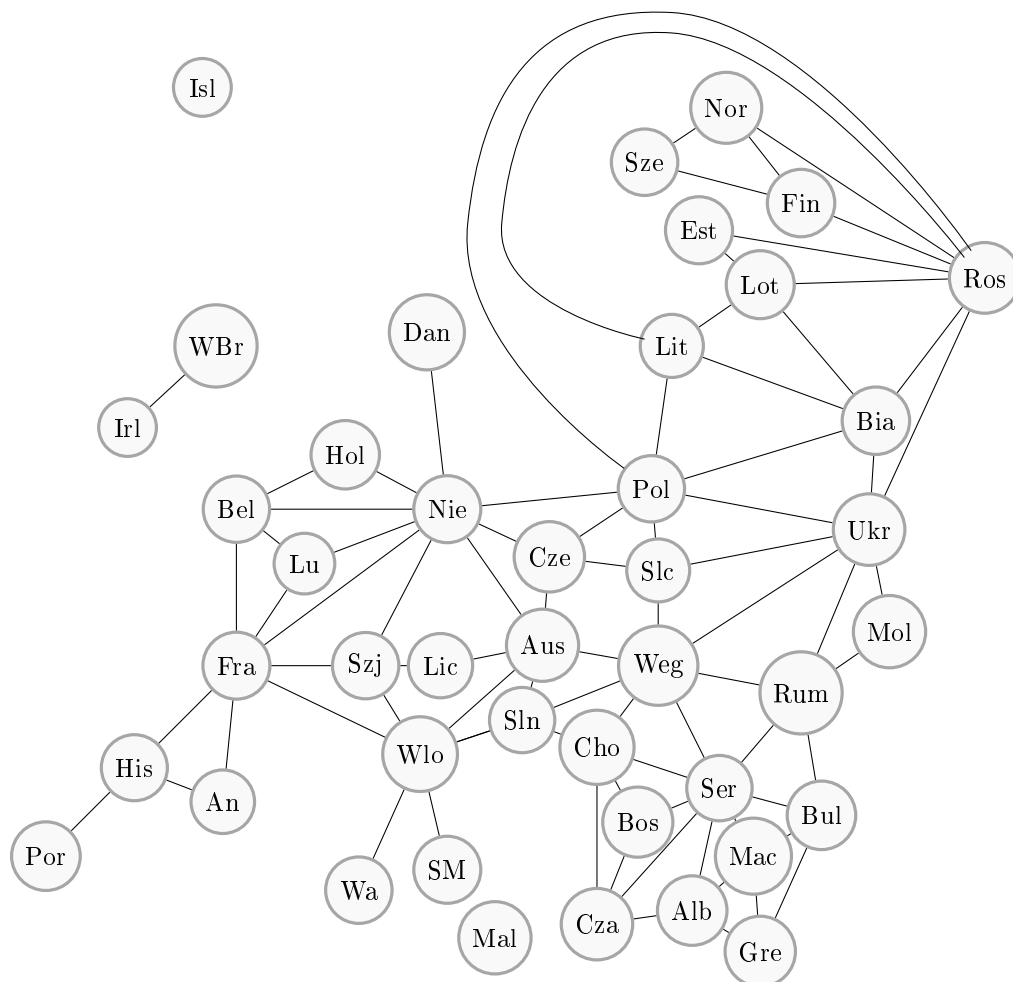 Isl
Nor
Sze
Fin
Est
Lot
Ros
WBr
Dan
Lit
Irl
Bia
Hol
Bel
Nie
Pol
Ukr
Lu
Cze
Slc
Mol
Fra
Szj
Lic
Aus
Weg
Rum
Sln
His
Wlo
Cho
An
Ser
Bos
Bul
Por
Wa
SM
Mac
Mal
Cza
Alb
Gre